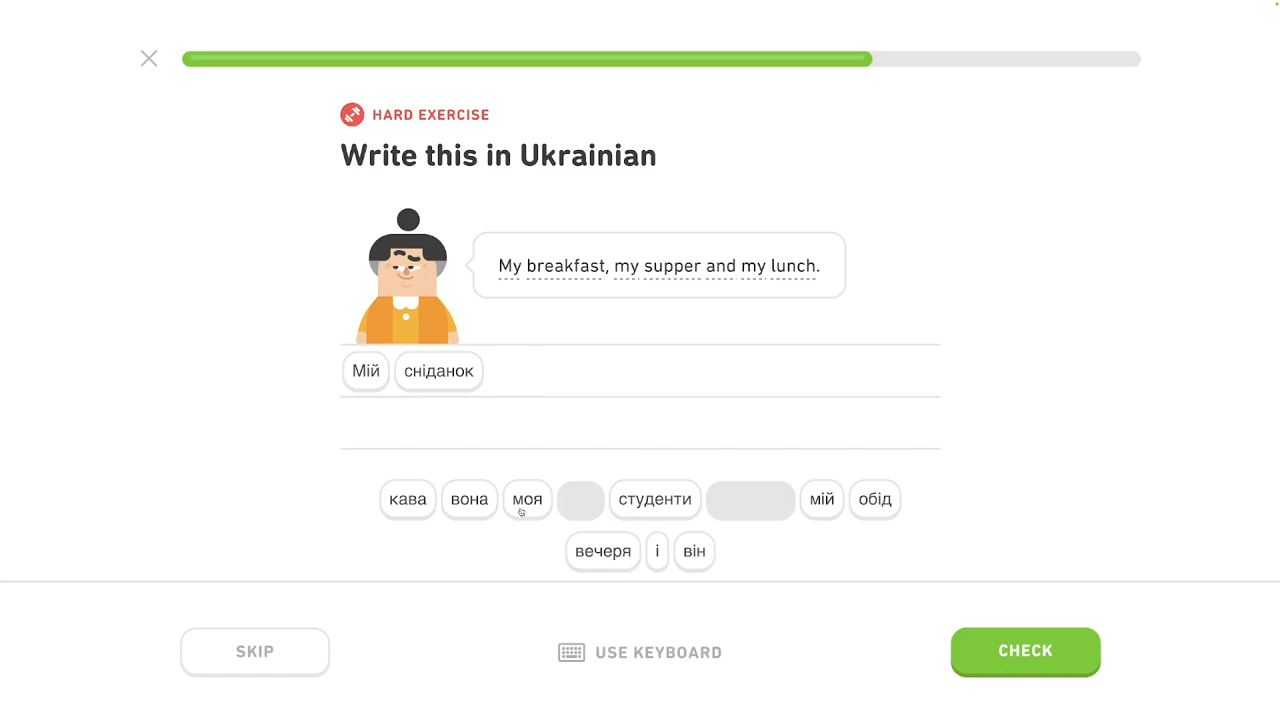 HARD EXERCISE
Write this in Ukrainian
My breakfast, my supper and my lunch.
Мій сніданок
кава вона моя студенти мій обід
вечеря і він
SKIP USE KEYBOARD CHECK